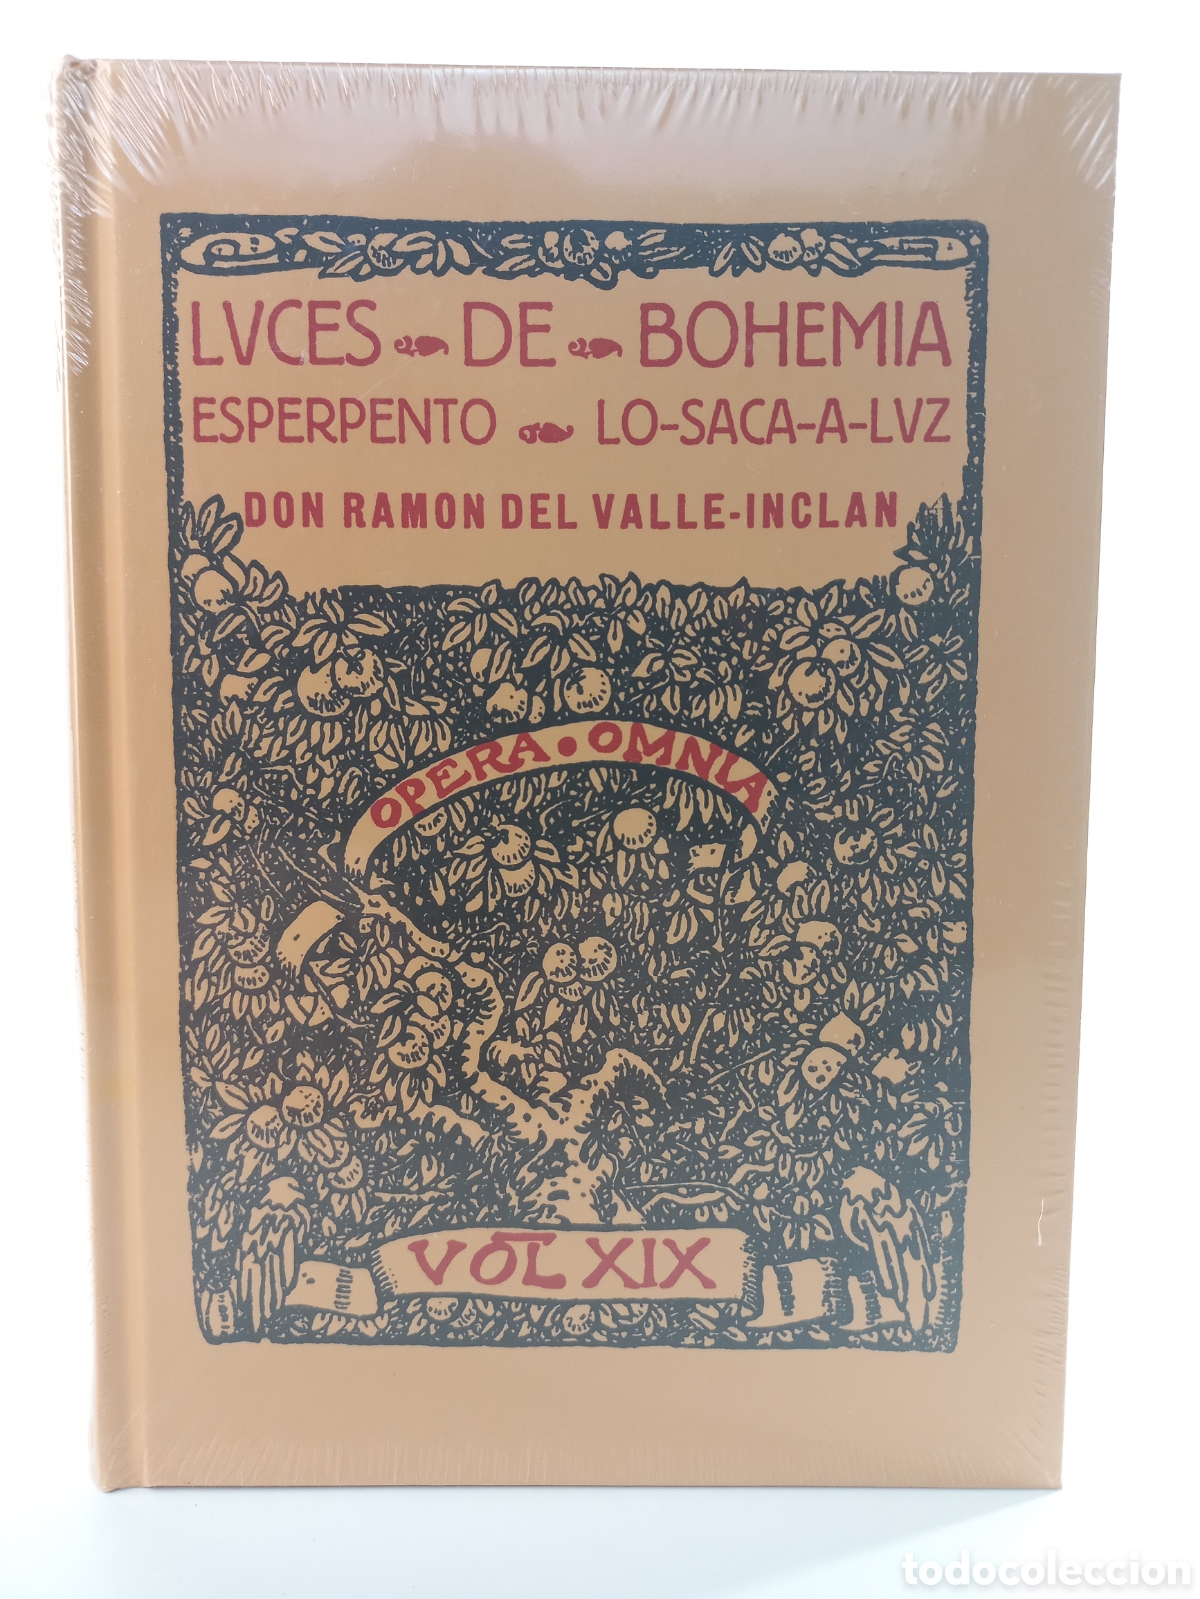 LVCES DE BOHEMIA
ESPERPENTO LO-SACA-A-LVZ
DON RAMON DEL VALLE-INCLAN
OPERA • OMNIA
VOL XIX
todocoleccion